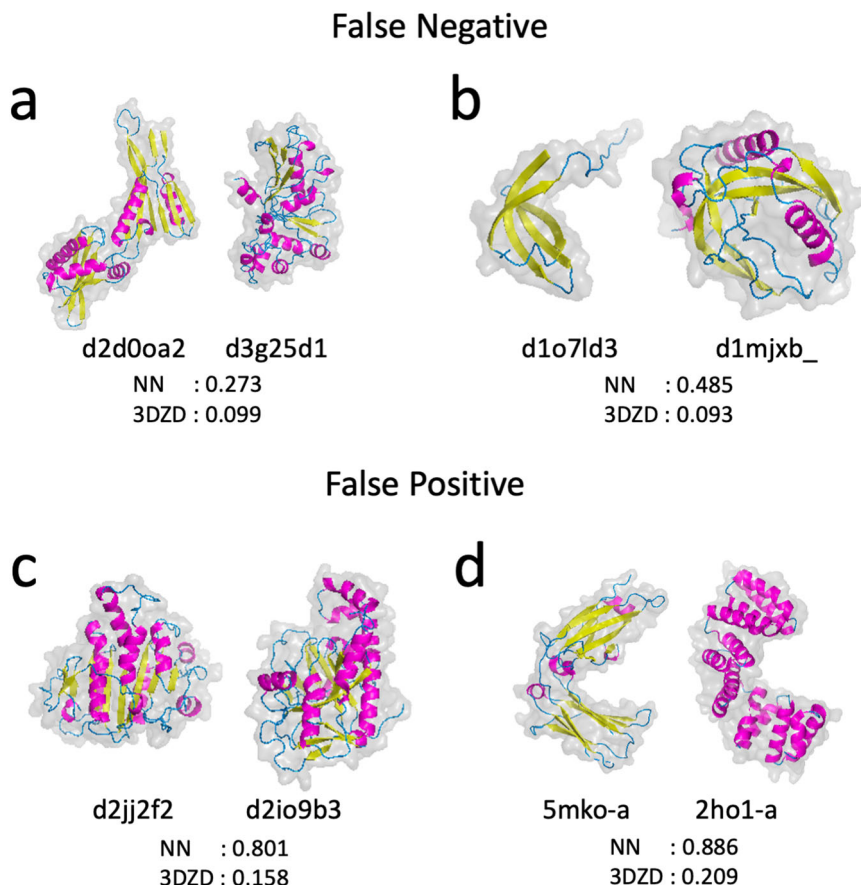 False Negative
a
b
d2d0oa2 d3g25d1
NN : 0.273
3DZD : 0.099
d1o7ld3 d1mjxb_
NN : 0.485
3DZD : 0.093
False Positive
c
d
d2jj2f2 d2io9b3
NN : 0.801
3DZD : 0.158
5mko-a 2ho1-a
NN : 0.886
3DZD : 0.209